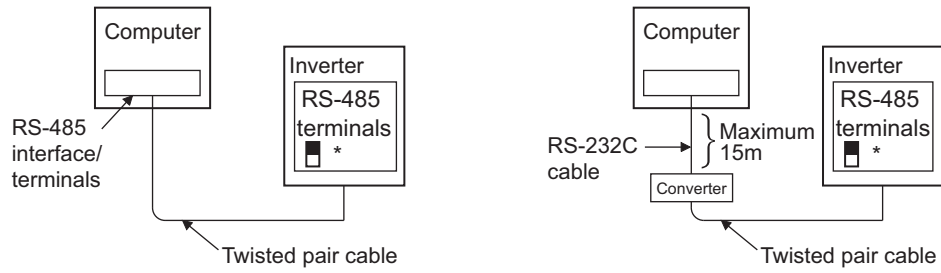 Computer
Inverter
RS-485
terminals
*
RS-485
interface/
terminals
Twisted pair cable
Computer
Inverter
RS-485
terminals
*
RS-232C
cable
Maximum
15m
Converter
Twisted pair cable